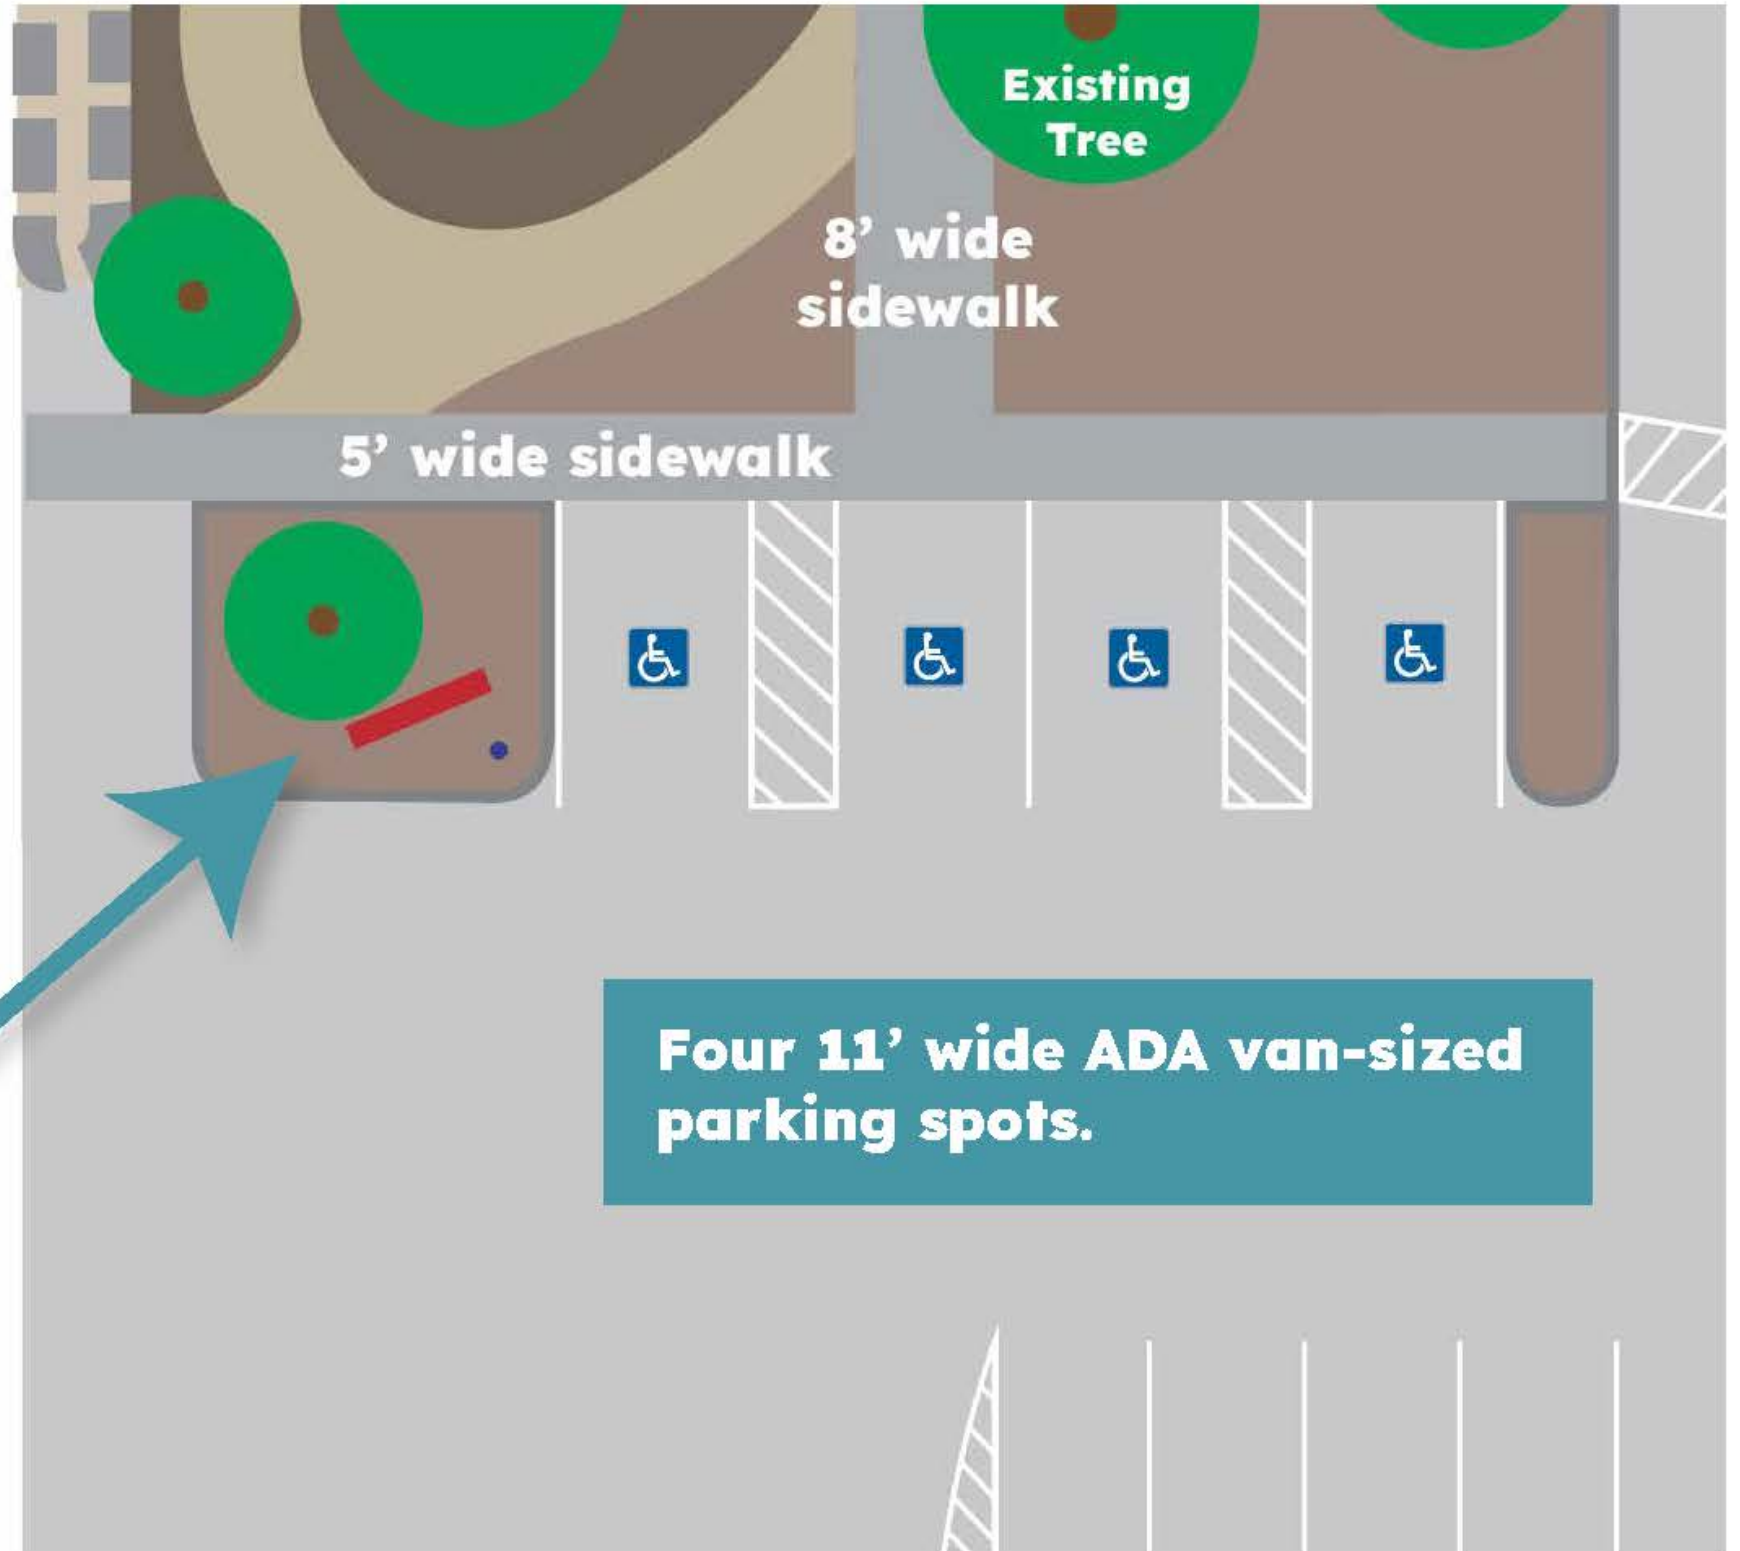 Existing
Tree
8’ wide
sidewalk
5’ wide sidewalk
Four 11’ wide ADA van-sized
parking spots.